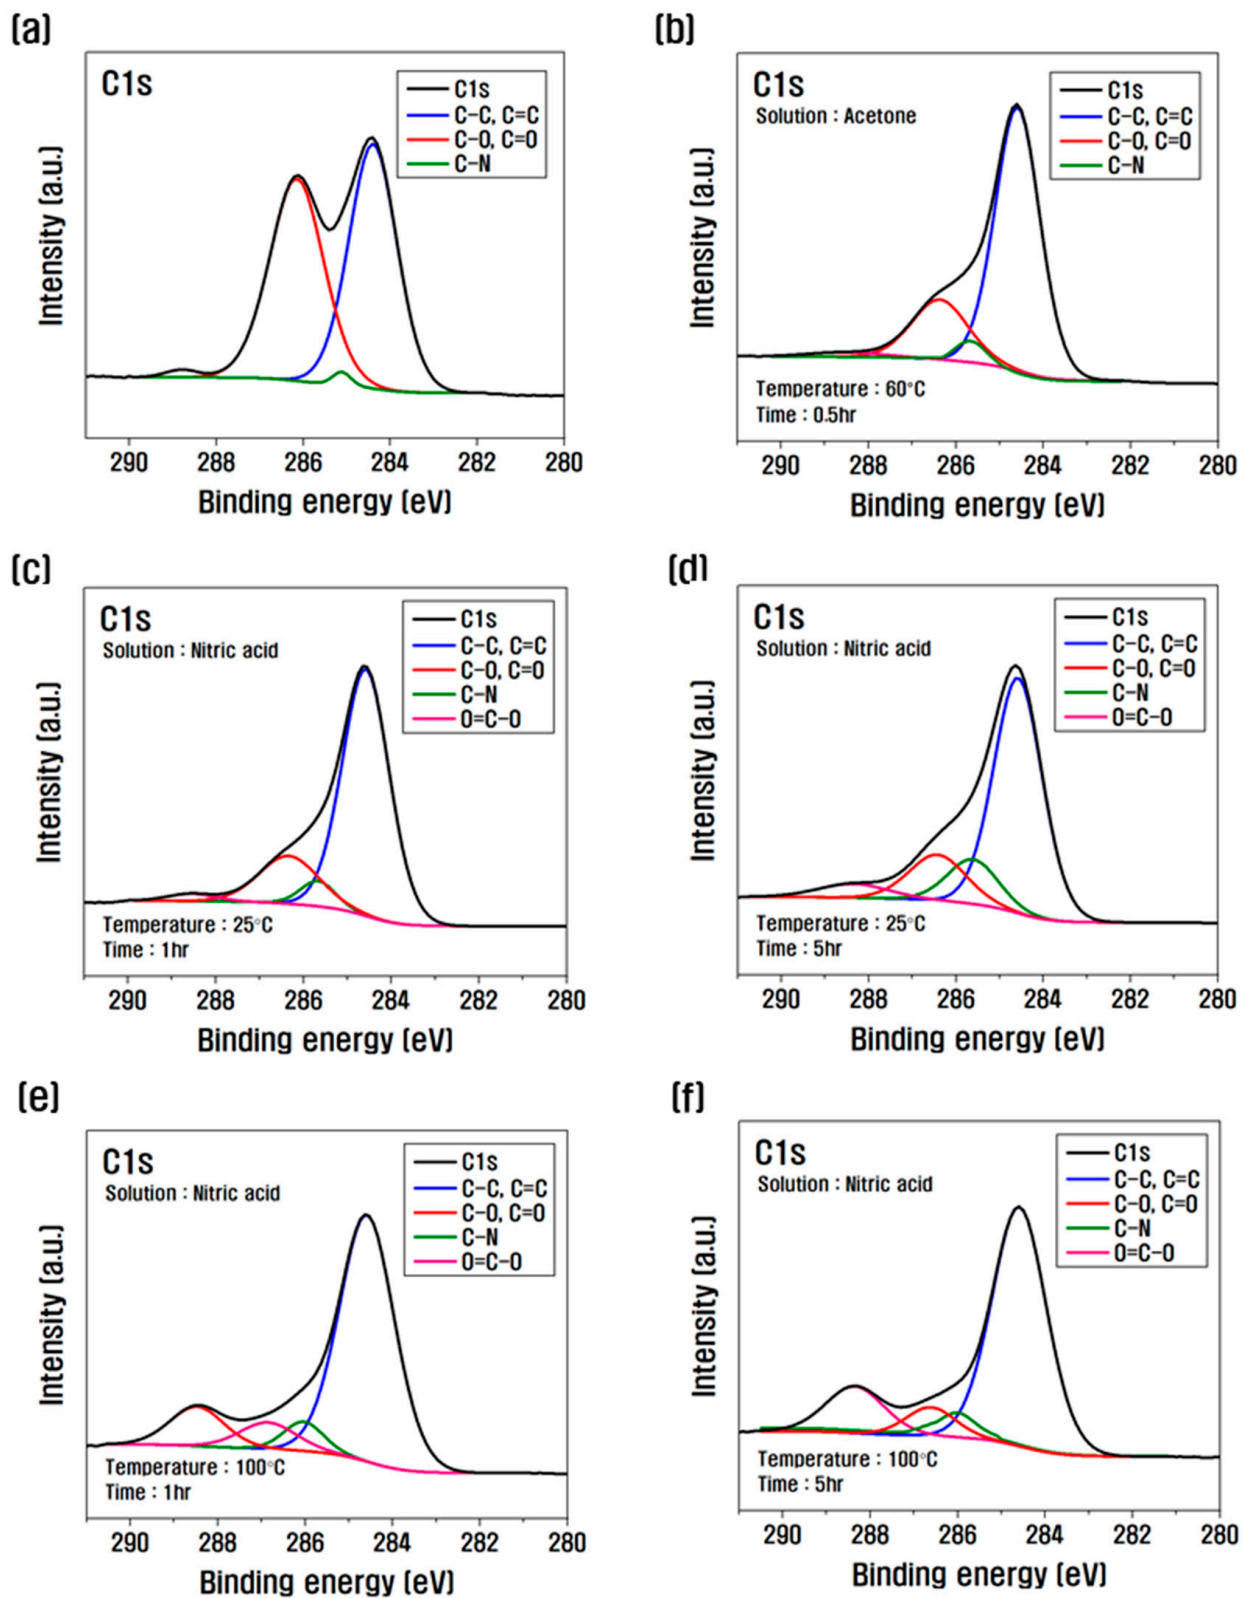 (a)
C1s
C1s
C-C, C=C
C-O, C=O
C-N
Intensity (a.u.)
290 288 286 284 282 280
Binding energy (eV)
(b)
C1s
Solution : Acetone
C1s
C-C, C=C
C-O, C=O
C-N
Intensity (a.u.)
Temperature : 60°C
Time : 0.5hr
290 288 286 284 282 280
Binding energy (eV)
(c)
C1s
Solution : Nitric acid
C1s
C-C, C=C
C-O, C=O
C-N
O=C-O
Intensity (a.u.)
Temperature : 25°C
Time : 1hr
290 288 286 284 282 280
Binding energy (eV)
(d)
C1s
Solution : Nitric acid
C1s
C-C, C=C
C-O, C=O
C-N
O=C-O
Intensity (a.u.)
Temperature : 25°C
Time : 5hr
290 288 286 284 282 280
Binding energy (eV)
(e)
C1s
Solution : Nitric acid
C1s
C-C, C=C
C-O, C=O
C-N
O=C-O
Intensity (a.u.)
Temperature : 100°C
Time : 1hr
290 288 286 284 282 280
Binding energy (eV)
(f)
C1s
Solution : Nitric acid
C1s
C-C, C=C
C-O, C=O
C-N
O=C-O
Intensity (a.u.)
Temperature : 100°C
Time : 5hr
290 288 286 284 282 280
Binding energy (eV)